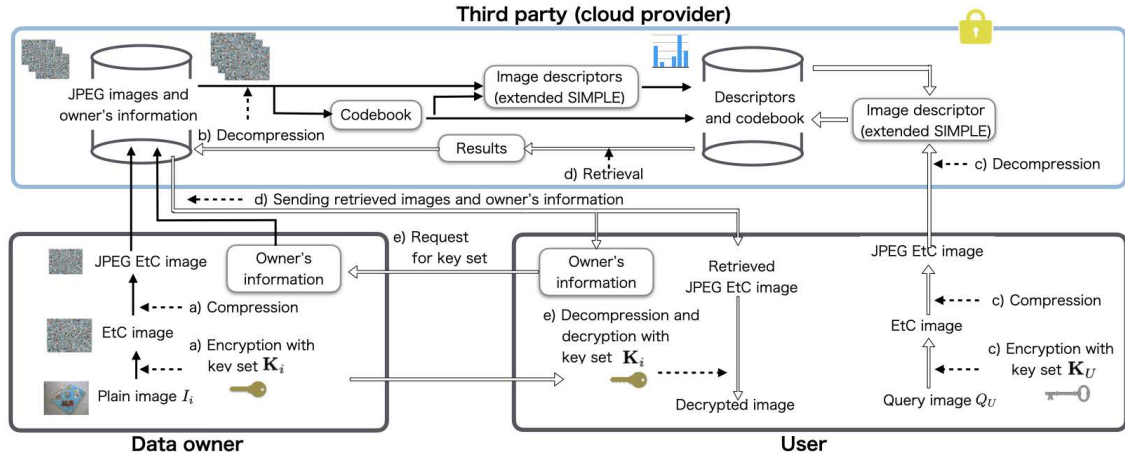 Third party (cloud provider)
JPEG images and
owner's information
b) Decompression
Codebook
Image descriptors
(extended SIMPLE)
Descriptors
and codebook
Image descriptor
(extended SIMPLE)
Results
d) Retrieval
c) Decompression
d) Sending retrieved images and owner's information
JPEG EtC image
Owner's
information
e) Request
for key set
Owner's
information
Retrieved
JPEG EtC image
JPEG EtC image
a) Compression
EtC image
a) Encryption with
key set K_i
Plain image I_i
e) Decompression and
decryption with
key set K_i
Decrypted image
c) Compression
EtC image
c) Encryption with
key set K_U
Query image Q_U
Data owner
User